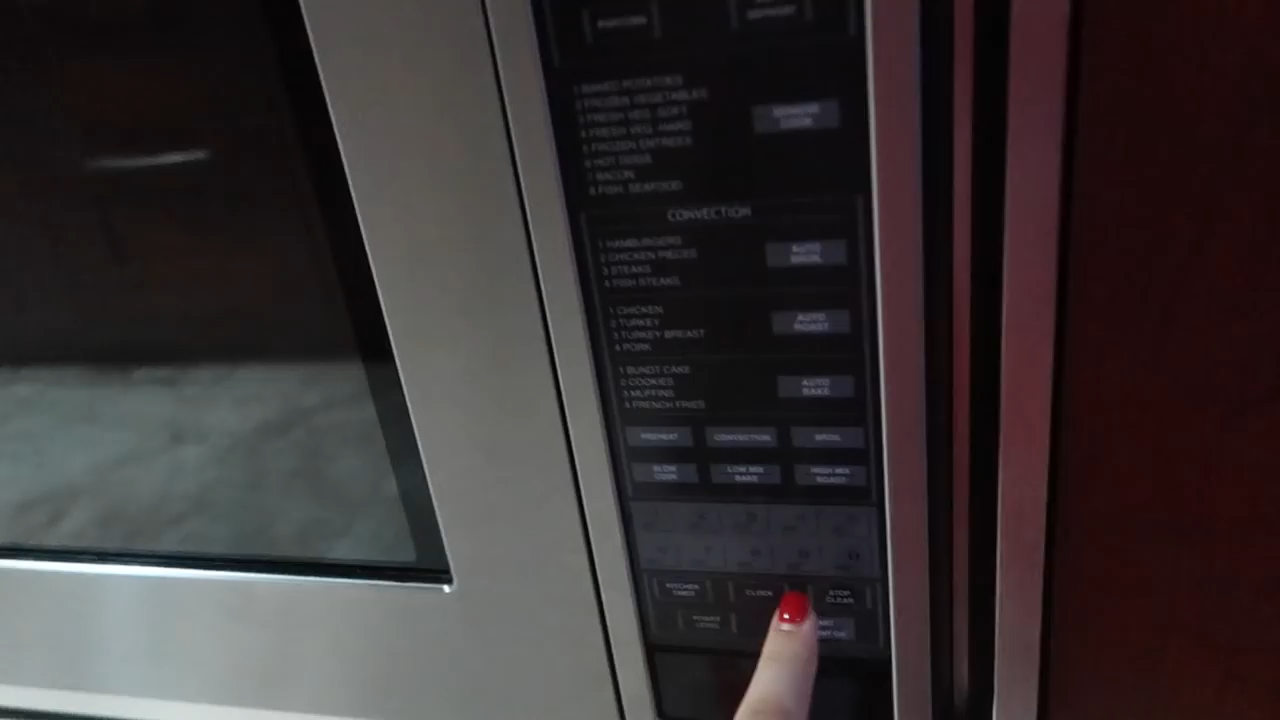 1 BAKED POTATOES
2 FROZEN VEGETABLES
3 FRESH VEG. SOFT
4 FRESH VEG. HARD
5 FROZEN ENTREES
6 HOT DOGS
7 BACON
8 FISH, SEAFOOD
CONVECTION
1 HAMBURGERS
2 CHICKEN PIECES
3 STEAKS
4 FISH STEAKS
AUTO
BROIL
1 CHICKEN
2 TURKEY
3 TURKEY BREAST
4 PORK
AUTO
ROAST
1 BUNDT CAKE
2 COOKIES
3 MUFFINS
4 FRENCH FRIES
AUTO
BAKE
PREHEAT
CONVECTION
BROIL
SLOW
COOK
LOW MIX
BAKE
HIGH MIX
ROAST
KITCHEN
TIMER
CLOCK
STOP
CLEAR
POWER
LEVEL